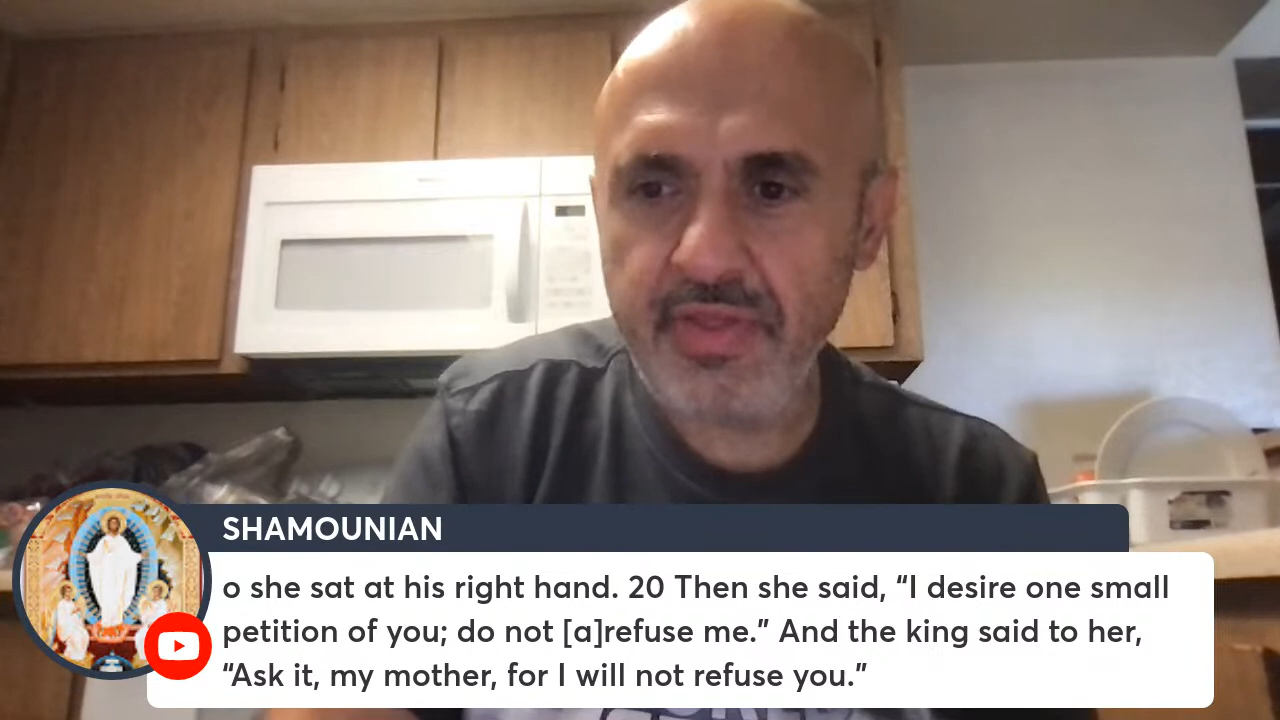 SHAMOUNIAN
o she sat at his right hand. 20 Then she said, “I desire one small
petition of you; do not [a]refuse me.” And the king said to her,
“Ask it, my mother, for I will not refuse you.”